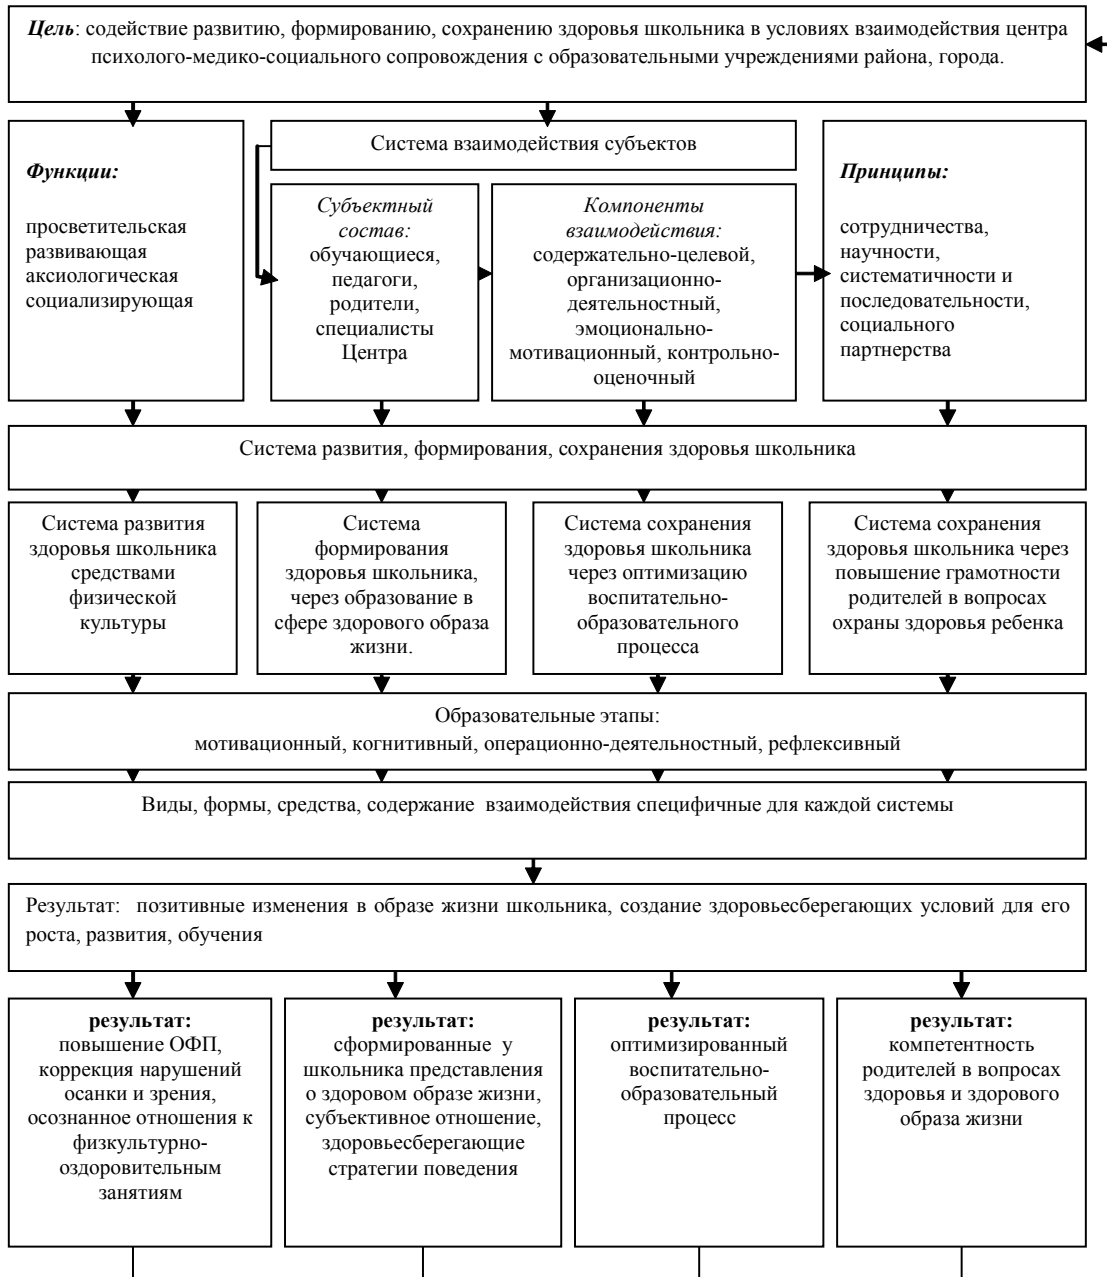 Цель: содействие развитию, формированию, сохранению здоровья школьника в условиях взаимодействия центра
психолого-медико-социального сопровождения с образовательными учреждениями района, города.
Функции:
просветительская
развивающая
аксиологическая
социализирующая
Система взаимодействия субъектов
Субъектный
состав:
обучающиеся,
педагоги,
родители,
специалисты
Центра
Компоненты
взаимодействия:
содержательно-целевой,
организационно-
деятельностный,
эмоционально-
мотивационный, контрольно-
оценочный
Принципы:
сотрудничества,
научности,
систематичности и
последовательности,
социального
партнерства
Система развития, формирования, сохранения здоровья школьника
Система развития
здоровья школьника
средствами
физической
культуры
Система
формирования
здоровья школьника,
через образование в
сфере здорового образа
жизни.
Система сохранения
здоровья школьника
через оптимизацию
воспитательно-
образовательного
процесса
Система сохранения
здоровья школьника через
повышение грамотности
родителей в вопросах
охраны здоровья ребенка
Образовательные этапы:
мотивационный, когнитивный, операционно-деятельностный, рефлексивный
Виды, формы, средства, содержание взаимодействия специфичные для каждой системы
Результат: позитивные изменения в образе жизни школьника, создание здоровьесберегающих условий для его
роста, развития, обучения
результат:
повышение ОФП,
коррекция нарушений
осанки и зрения,
осознанное отношения к
физкультурно-
оздоровительным
занятиям
результат:
сформированные у
школьника представления
о здоровом образе жизни,
субъективное отношение,
здоровьесберегающие
стратегии поведения
результат:
оптимизированный
воспитательно-
образовательный
процесс
результат:
компетентность
родителей в вопросах
здоровья и здорового
образа жизни